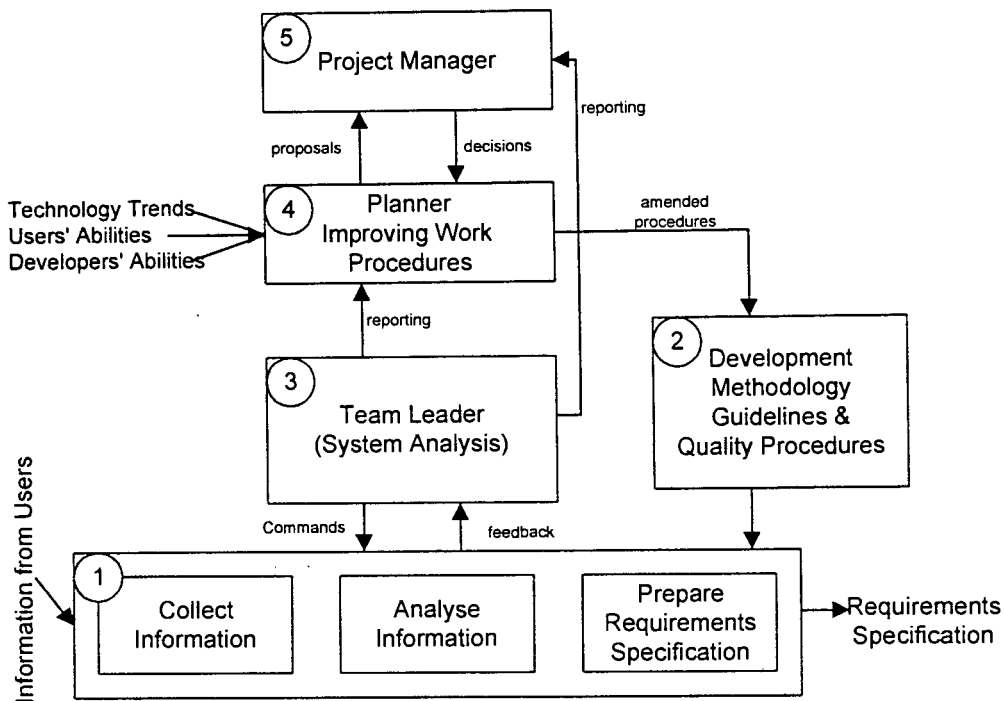 5
Project Manager
reporting
proposals
decisions
Technology Trends
Users' Abilities
Developers' Abilities
4
Planner
Improving Work
Procedures
amended
procedures
reporting
2
Development
Methodology
Guidelines &
Quality Procedures
3
Team Leader
(System Analysis)
Information from Users
Commands
feedback
1
Collect
Information
Analyse
Information
Prepare
Requirements
Specification
Requirements
Specification